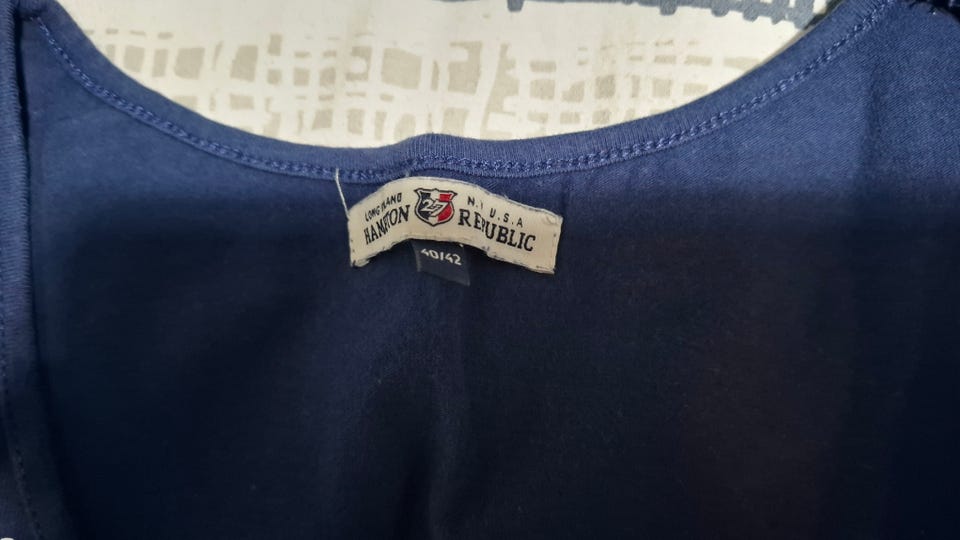 LONG ISLAND N.Y U.S.A
HAMPTON 27 REPUBLIC
40/42